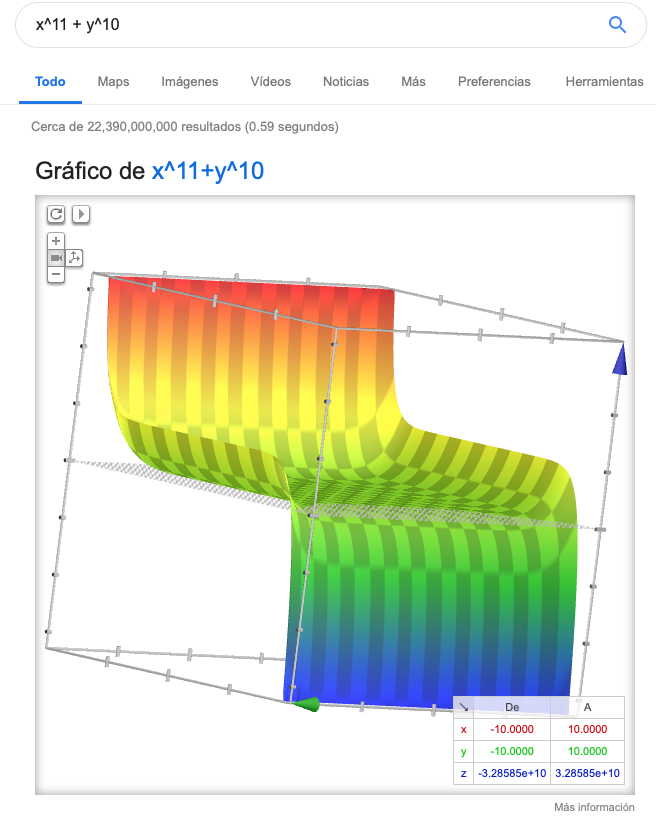 x^11 + y^10
Todo Maps Imágenes Vídeos Noticias Más Preferencias Herramientas
Cerca de 22,390,000,000 resultados (0.59 segundos)
Gráfico de x^11+y^10
De A
x -10.0000 10.0000
y -10.0000 10.0000
z -3.28585e+10 3.28585e+10
Más información